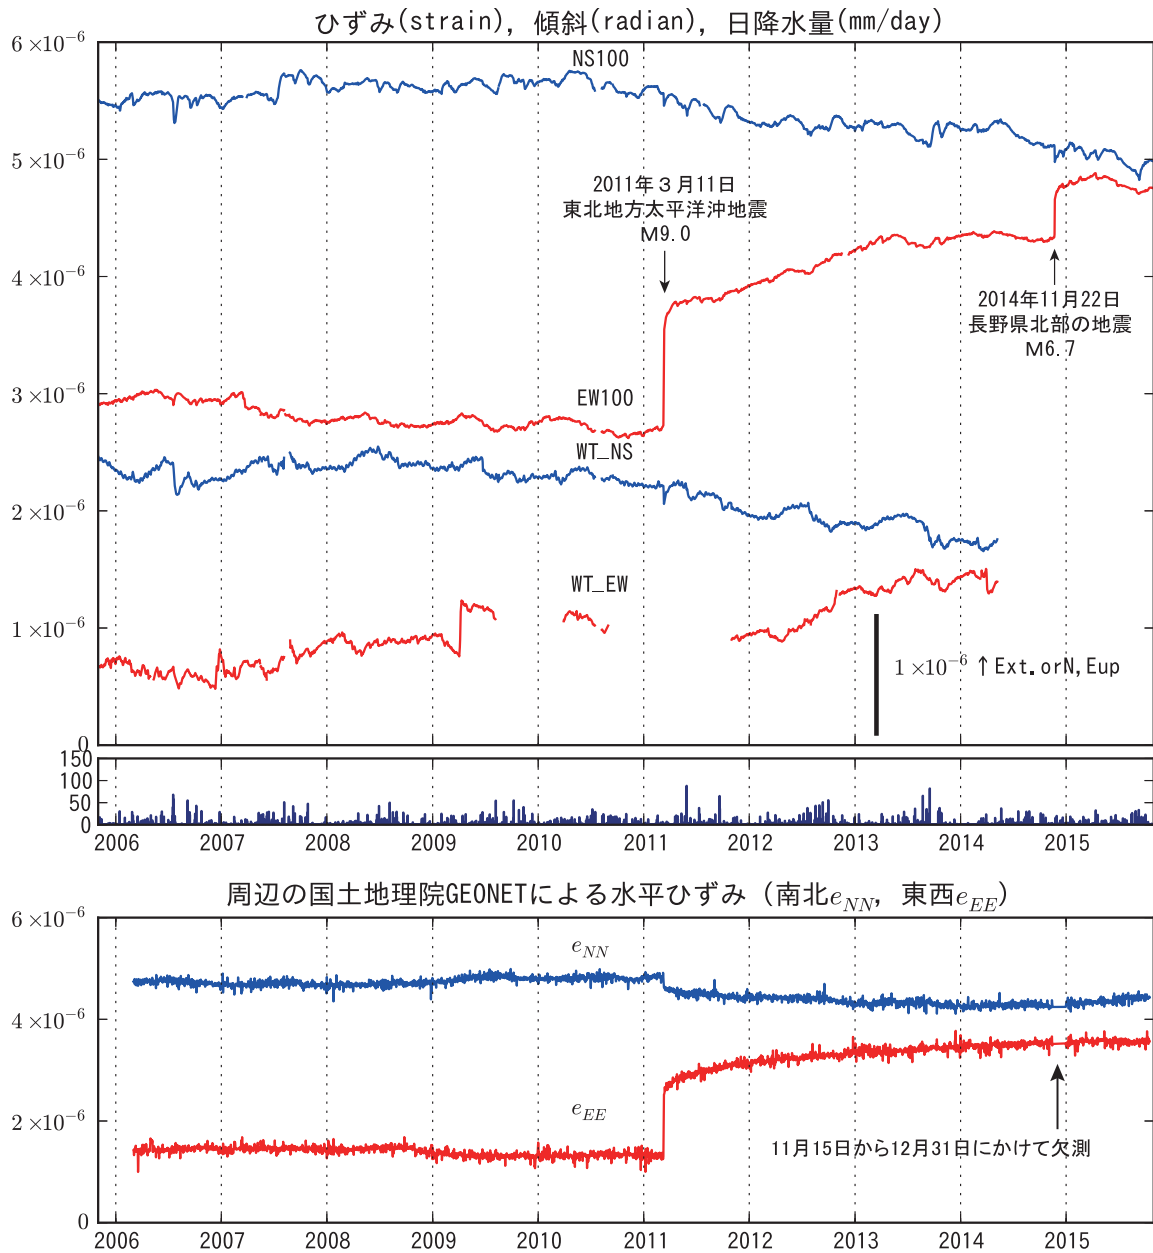 ひずみ(strain)，傾斜(radian)，日降水量(mm/day)
6 ×10⁻⁶
5 ×10⁻⁶
4 ×10⁻⁶
3 ×10⁻⁶
2 ×10⁻⁶
1 ×10⁻⁶
0
NS100
2011年３月11日
東北地方太平洋沖地震
M9.0
2014年11月22日
長野県北部の地震
M6.7
EW100
WT_NS
WT_EW
1 ×10⁻⁶ ↑Ext.orN,Eup
150
100
50
0
2006 2007 2008 2009 2010 2011 2012 2013 2014 2015
周辺の国土地理院GEONETによる水平ひずみ（南北e_NN，東西e_EE）
6 ×10⁻⁶
4 ×10⁻⁶
2 ×10⁻⁶
0
e_NN
e_EE
11月15日から12月31日にかけて欠測
2006 2007 2008 2009 2010 2011 2012 2013 2014 2015